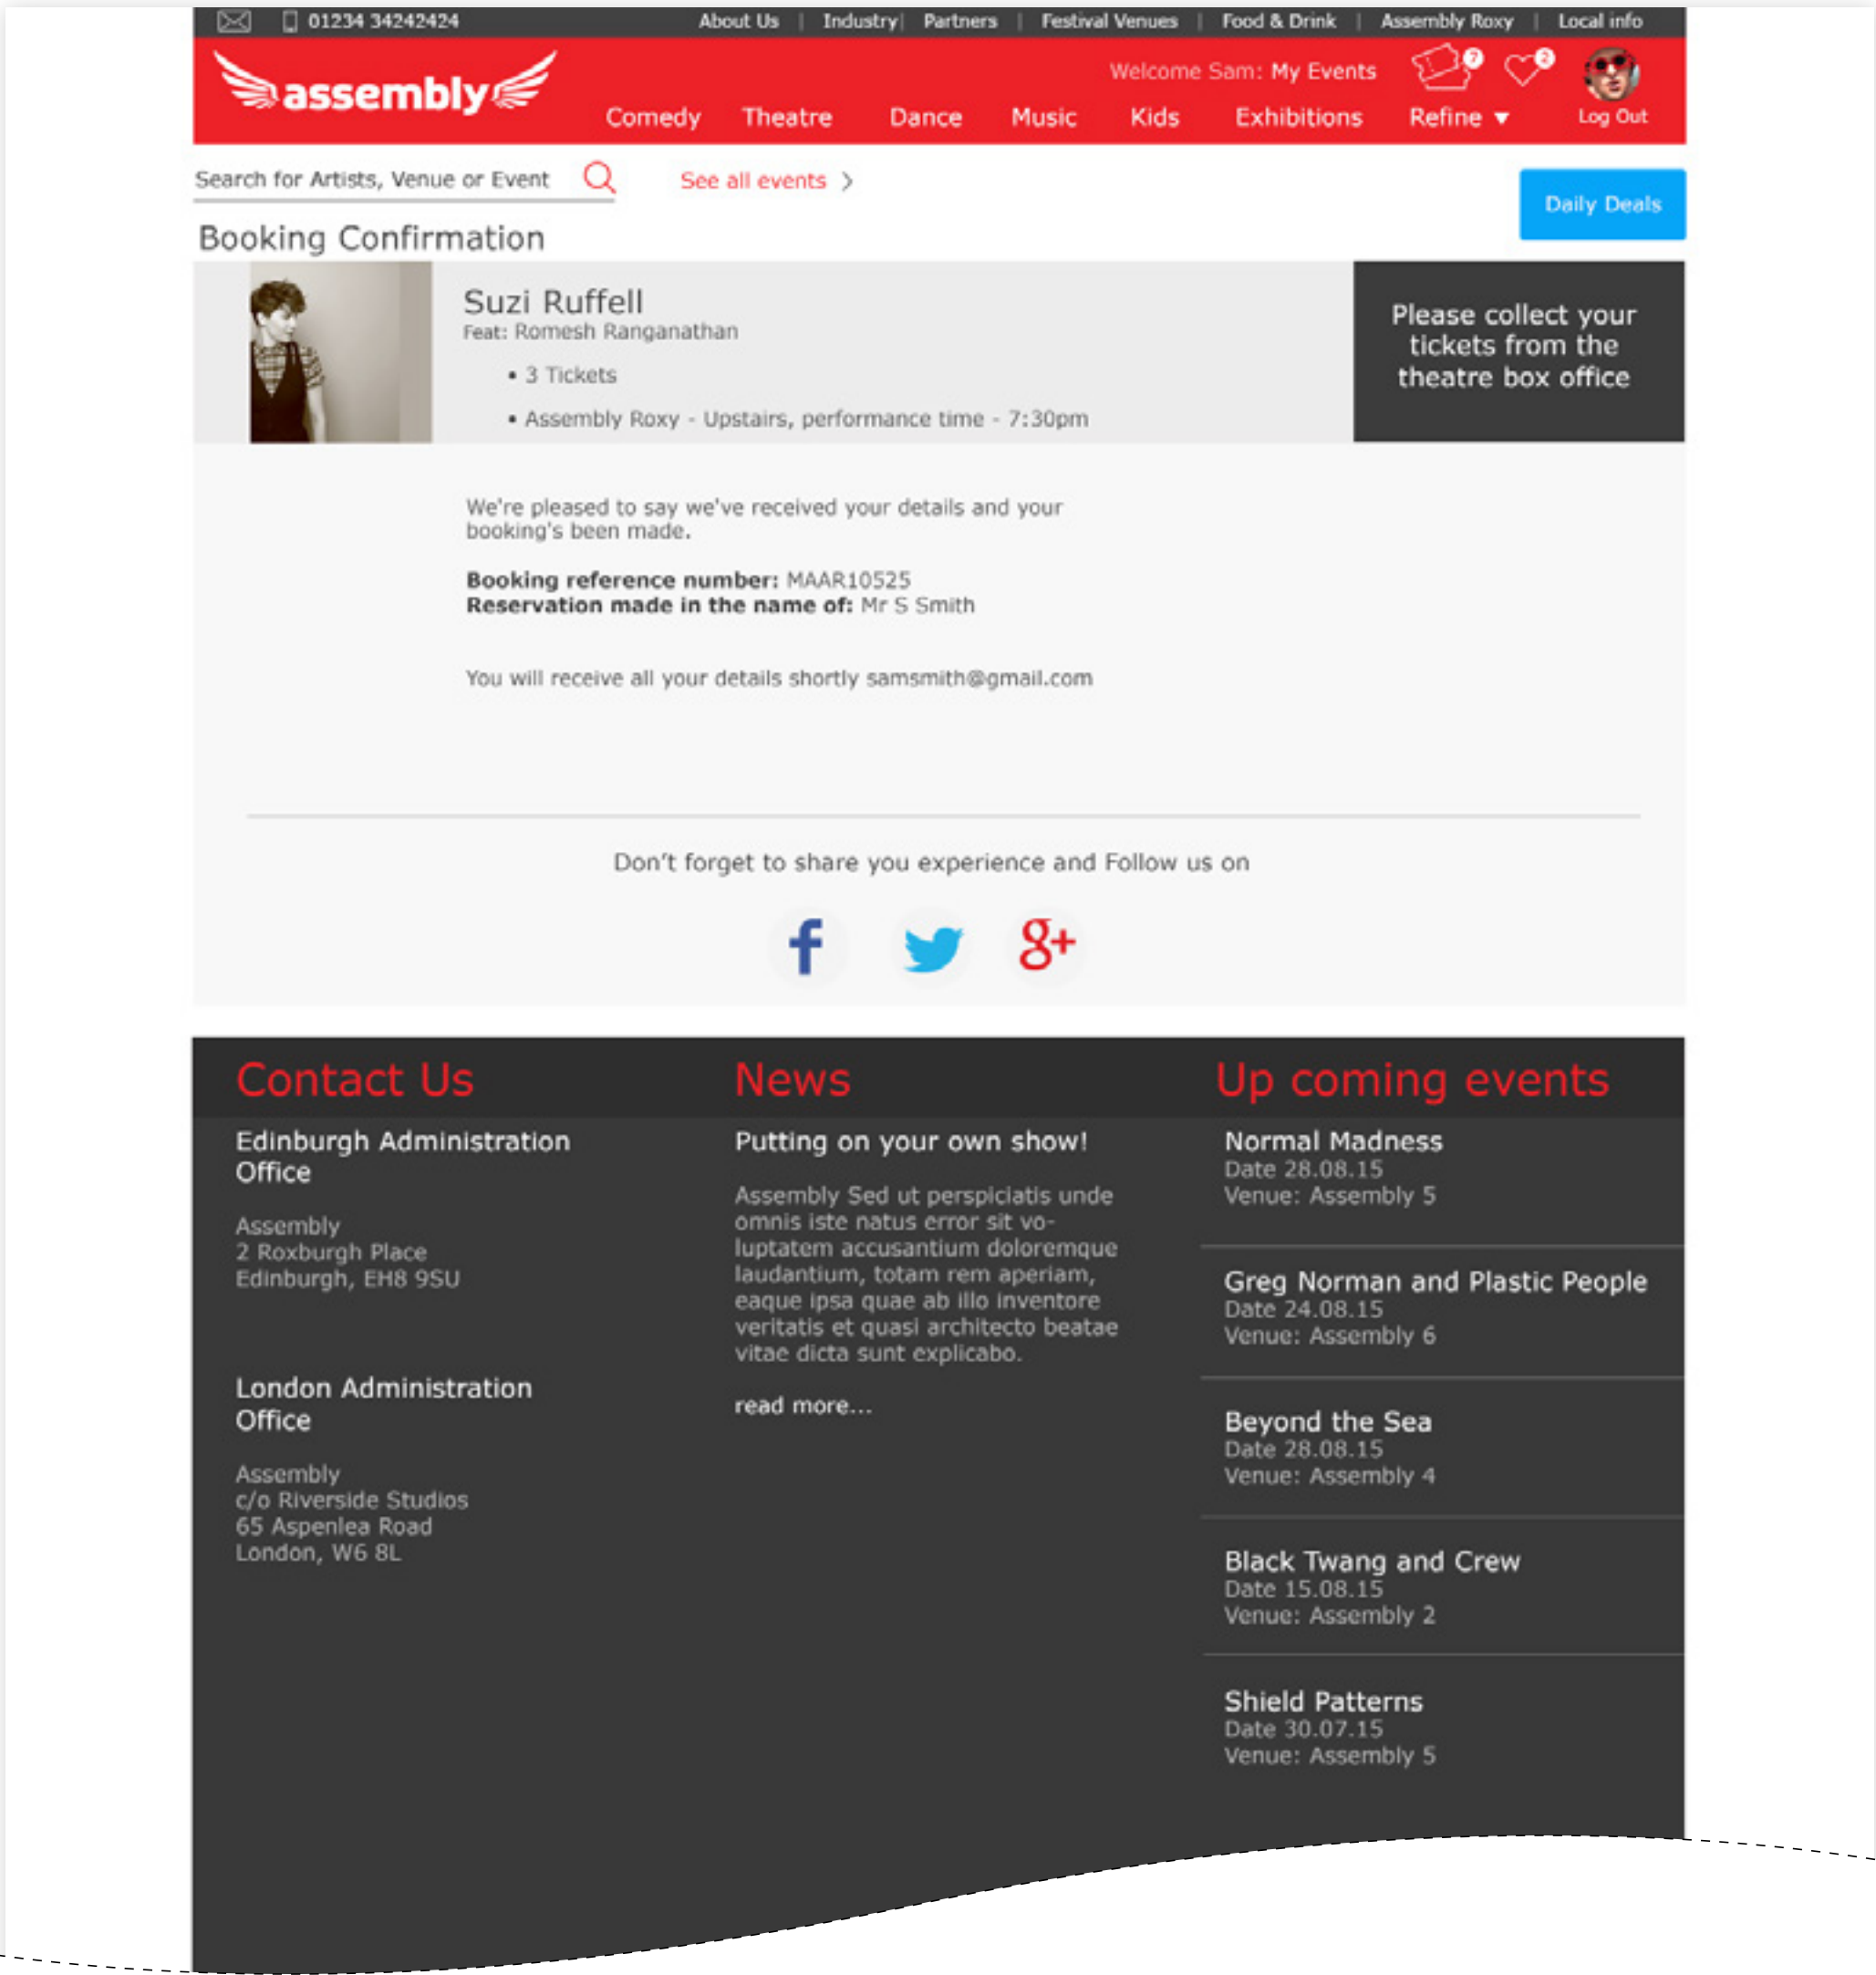 01234 34242424
About Us | Industry| Partners | Festival Venues | Food & Drink | Assembly Roxy | Local info
assembly
Welcome Sam: My Events
7
2
Comedy Theatre Dance Music Kids Exhibitions Refine ▼ Log Out
Search for Artists, Venue or Event
See all events >
Daily Deals
Booking Confirmation
Suzi Ruffell
Feat: Romesh Ranganathan
• 3 Tickets
• Assembly Roxy - Upstairs, performance time - 7:30pm
Please collect your
tickets from the
theatre box office
We're pleased to say we've received your details and your
booking's been made.
Booking reference number: MAAR10525
Reservation made in the name of: Mr S Smith
You will receive all your details shortly samsmith@gmail.com
Don't forget to share you experience and Follow us on
f
8+
Contact Us
Edinburgh Administration
Office
Assembly
2 Roxburgh Place
Edinburgh, EH8 9SU
London Administration
Office
Assembly
c/o Riverside Studios
65 Aspenlea Road
London, W6 8L
News
Putting on your own show!
Assembly Sed ut perspiciatis unde
omnis iste natus error sit vo-
luptatem accusantium doloremque
laudantium, totam rem aperiam,
eaque ipsa quae ab illo inventore
veritatis et quasi architecto beatae
vitae dicta sunt explicabo.
read more...
Up coming events
Normal Madness
Date 28.08.15
Venue: Assembly 5
Greg Norman and Plastic People
Date 24.08.15
Venue: Assembly 6
Beyond the Sea
Date 28.08.15
Venue: Assembly 4
Black Twang and Crew
Date 15.08.15
Venue: Assembly 2
Shield Patterns
Date 30.07.15
Venue: Assembly 5